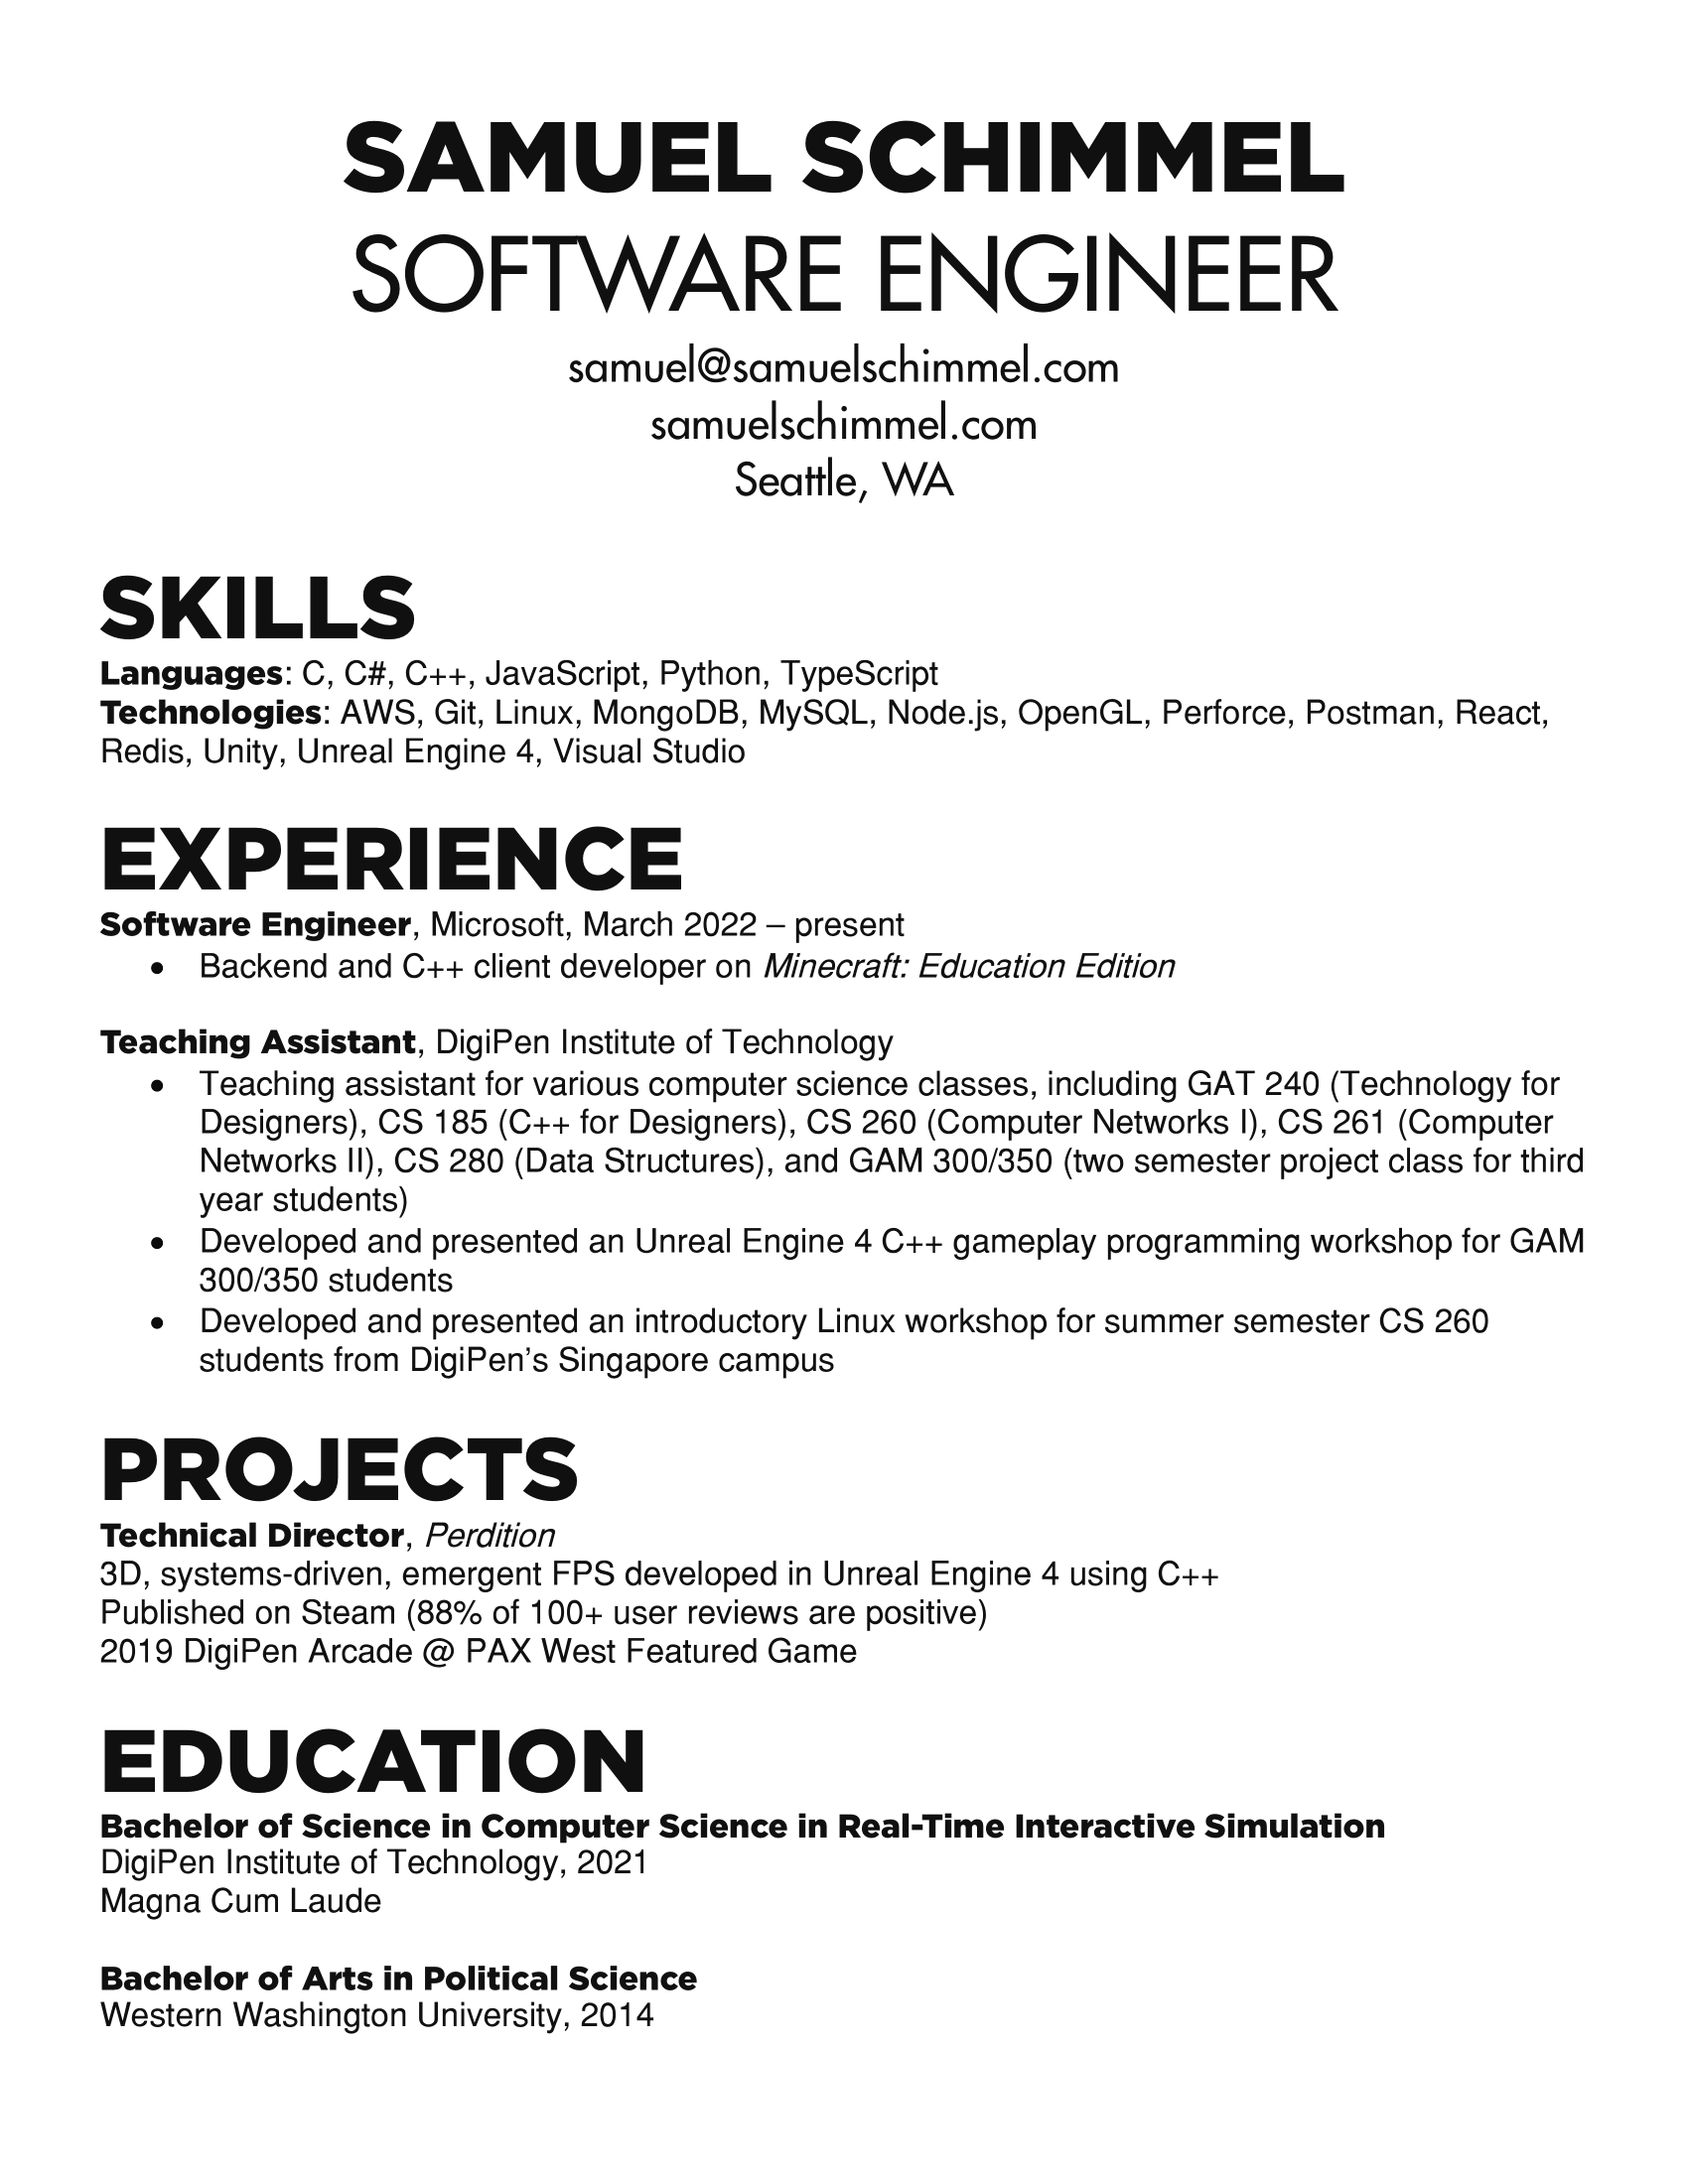 SAMUEL SCHIMMEL
SOFTWARE ENGINEER
samuel@samuelschimmel.com
samuelschimmel.com
Seattle, WA
SKILLS
Languages: C, C#, C++, JavaScript, Python, TypeScript
Technologies: AWS, Git, Linux, MongoDB, MySQL, Node.js, OpenGL, Perforce, Postman, React,
Redis, Unity, Unreal Engine 4, Visual Studio
EXPERIENCE
Software Engineer, Microsoft, March 2022 – present
• Backend and C++ client developer on Minecraft: Education Edition
Teaching Assistant, DigiPen Institute of Technology
• Teaching assistant for various computer science classes, including GAT 240 (Technology for
Designers), CS 185 (C++ for Designers), CS 260 (Computer Networks I), CS 261 (Computer
Networks II), CS 280 (Data Structures), and GAM 300/350 (two semester project class for third
year students)
• Developed and presented an Unreal Engine 4 C++ gameplay programming workshop for GAM
300/350 students
• Developed and presented an introductory Linux workshop for summer semester CS 260
students from DigiPen’s Singapore campus
PROJECTS
Technical Director, Perdition
3D, systems-driven, emergent FPS developed in Unreal Engine 4 using C++
Published on Steam (88% of 100+ user reviews are positive)
2019 DigiPen Arcade @ PAX West Featured Game
EDUCATION
Bachelor of Science in Computer Science in Real-Time Interactive Simulation
DigiPen Institute of Technology, 2021
Magna Cum Laude
Bachelor of Arts in Political Science
Western Washington University, 2014